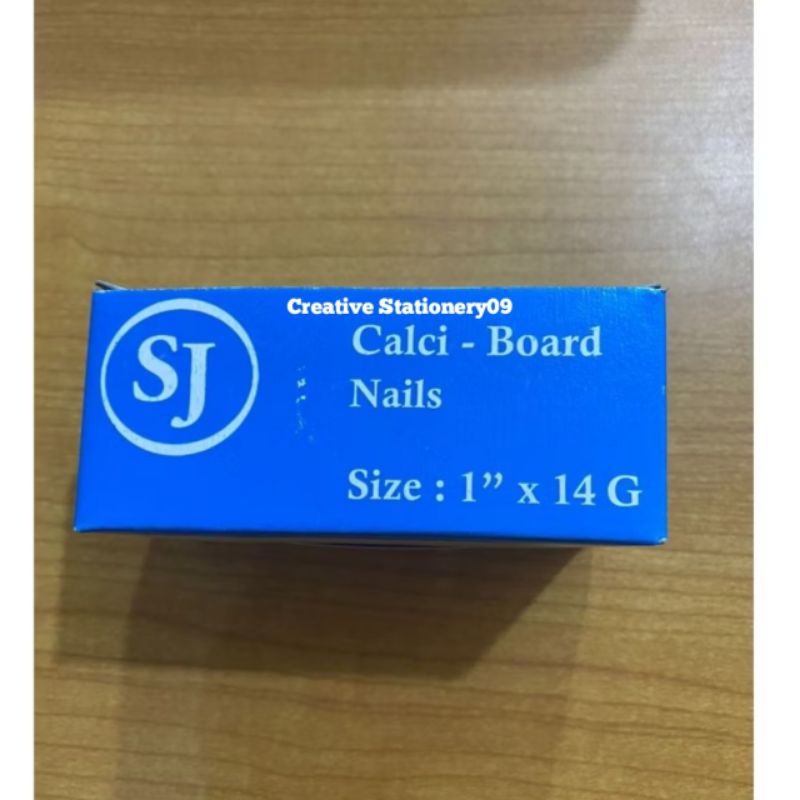 Creative Stationery09
SJ
Calci - Board
Nails
Size : 1” x 14 G